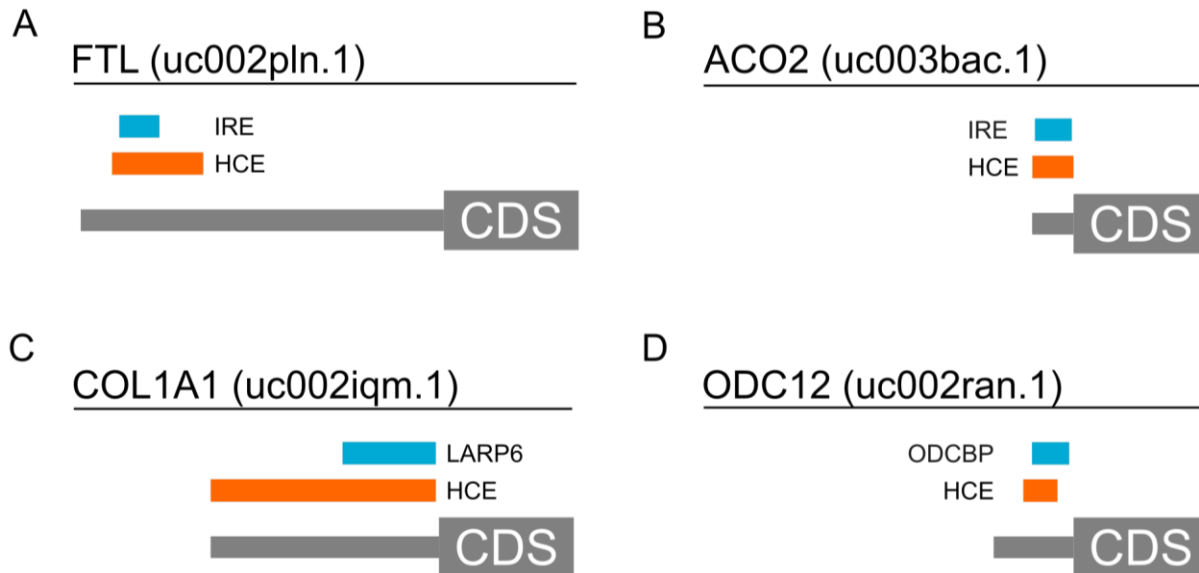 A
FTL (uc002pln.1)
IRE
HCE
CDS
B
ACO2 (uc003bac.1)
IRE
HCE
CDS
C
COL1A1 (uc002iqm.1)
LARP6
HCE
CDS
D
ODC12 (uc002ran.1)
ODCBP
HCE
CDS